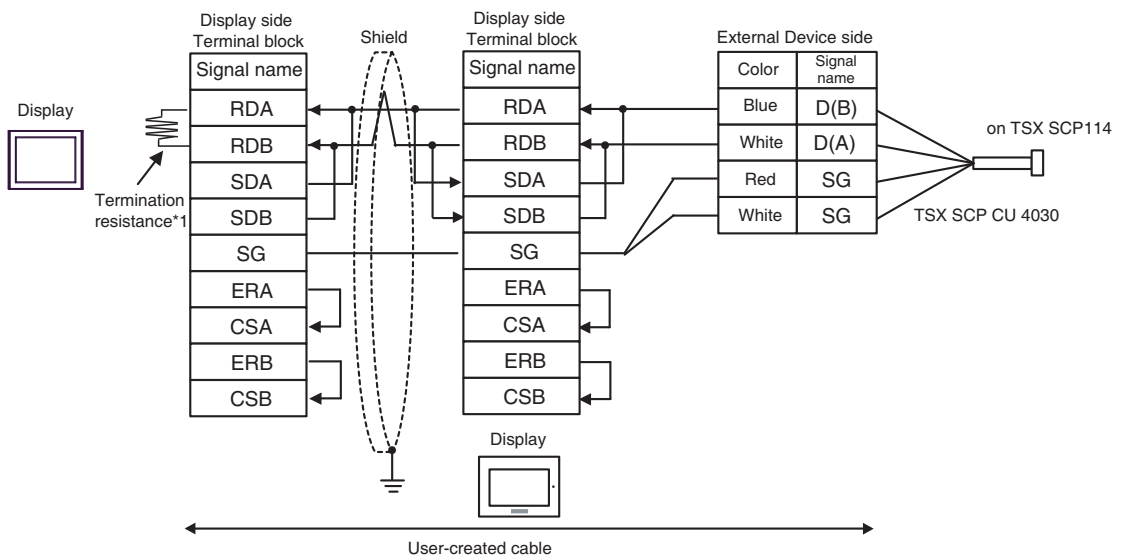 Display
Termination
resistance*1
Display side
Terminal block
Signal name
RDA
RDB
SDA
SDB
SG
ERA
CSA
ERB
CSB
Shield
Display side
Terminal block
Signal name
RDA
RDB
SDA
SDB
SG
ERA
CSA
ERB
CSB
Display
External Device side
Color Signal name
Blue D(B)
White D(A)
Red SG
White SG
on TSX SCP114
TSX SCP CU 4030
User-created cable